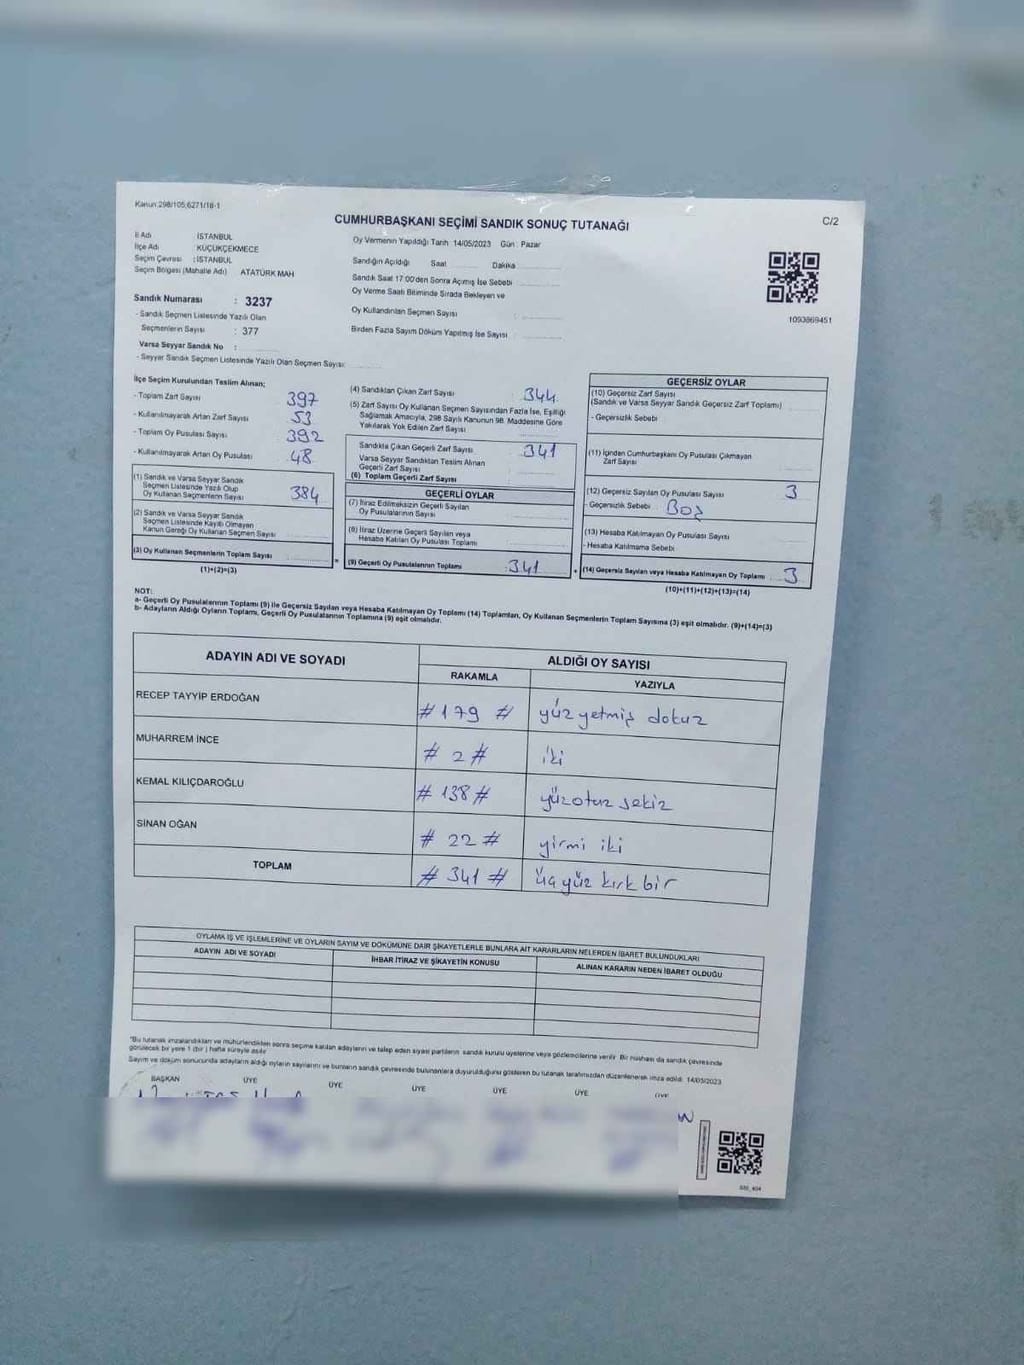 Kanun:298/105;6271/18-1
C/2
CUMHURBAŞKANI SEÇİMİ SANDIK SONUÇ TUTANAĞI
İl Adı İSTANBUL
İlçe Adı KÜÇÜKÇEKMECE
Seçim Çevresi : İSTANBUL
Seçim Bölgesi (Mahalle Adı) ATATÜRK MAH
Sandık Numarası : 3237
- Sandık Seçmen Listesinde Yazılı Olan
Seçmenlerin Sayısı : 377
Varsa Seyyar Sandık No :
- Seyyar Sandık Seçmen Listesinde Yazılı Olan Seçmen Sayısı:
Oy Vermenin Yapıldığı Tarih 14/05/2023 Gün : Pazar
Sandığın Açıldığı Saat Dakika
Sandık Saat 17:00'den Sonra Açılmış İse Sebebi
Oy Verme Saati Bitiminde Sırada Bekleyen ve
Oy Kullandırılan Seçmen Sayısı :
Birden Fazla Sayım Döküm Yapılmış İse Sayısı
1093869451
İlçe Seçim Kurulundan Teslim Alınan;
- Toplam Zarf Sayısı 397
- Kullanılmayarak Artan Zarf Sayısı 53
- Toplam Oy Pusulası Sayısı 392
- Kullanılmayarak Artan Oy Pusulası 48
(1) Sandık ve Varsa Seyyar Sandık
Seçmen Listesinde Yazılı Olup
Oy Kullanan Seçmenlerin Sayısı 384
(2) Sandık ve Varsa Seyyar Sandık
Seçmen Listesinde Kayıtlı Olmayan
Kanun Gereği Oy Kullanan Seçmen Sayısı
(3) Oy Kullanan Seçmenlerin Toplam Sayısı
(1)+(2)=(3)
(4) Sandıktan Çıkan Zarf Sayısı 344
(5) Zarf Sayısı Oy Kullanan Seçmen Sayısından Fazla İse, Eşitliği
Sağlamak Amacıyla, 298 Sayılı Kanunun 98. Maddesine Göre
Yakılarak Yok Edilen Zarf Sayısı
Sandıkta Çıkan Geçerli Zarf Sayısı 341
Varsa Seyyar Sandıktan Teslim Alınan
Geçerli Zarf Sayısı
(6) Toplam Geçerli Zarf Sayısı
GEÇERLİ OYLAR
(7) İtiraz Edilmeksizin Geçerli Sayılan
Oy Pusulalarının Sayısı
(8) İtiraz Üzerine Geçerli Sayılan veya
Hesaba Katılan Oy Pusulası Toplamı
= (9) Geçerli Oy Pusulalarının Toplamı : 341
GEÇERSİZ OYLAR
(10) Geçersiz Zarf Sayısı
(Sandık ve Varsa Seyyar Sandık Geçersiz Zarf Toplamı)
- Geçersizlik Sebebi
(11) İçinden Cumhurbaşkanı Oy Pusulası Çıkmayan
Zarf Sayısı
(12) Geçersiz Sayılan Oy Pusulası Sayısı 3
- Geçersizlik Sebebi Boş
(13) Hesaba Katılmayan Oy Pusulası Sayısı
- Hesaba Katılmama Sebebi
+ (14) Geçersiz Sayılan veya Hesaba Katılmayan Oy Toplamı : 3
(10)+(11)+(12)+(13)=(14)
NOT:
a- Geçerli Oy Pusulalarının Toplamı (9) ile Geçersiz Sayılan veya Hesaba Katılmayan Oy Toplamı (14) Toplamları, Oy Kullanan Seçmenlerin Toplam Sayısına (3) eşit olmalıdır. (9)+(14)=(3)
b- Adayların Aldığı Oyların Toplamı, Geçerli Oy Pusulalarının Toplamına (9) eşit olmalıdır.
ADAYIN ADI VE SOYADI ALDIĞI OY SAYISI
RAKAMLA YAZIYLA
RECEP TAYYİP ERDOĞAN # 179 # yüz yetmiş dokuz
MUHARREM İNCE # 2 # iki
KEMAL KILIÇDAROĞLU # 138 # yüzotuz sekiz
SİNAN OĞAN # 22 # yirmi iki
TOPLAM # 341 # üçyüz kırk bir
OYLAMA İŞ VE İŞLEMLERİNE VE OYLARIN SAYIM VE DÖKÜMÜNE DAİR ŞİKAYETLERLE BUNLARA AİT KARARLARIN NELERDEN İBARET BULUNDUKLARI
ADAYIN ADI VE SOYADI İHBAR İTİRAZ VE ŞİKAYETİN KONUSU ALINAN KARARIN NEDEN İBARET OLDUĞU
*Bu tutanak imzalandıktan ve mühürlendikten sonra seçime katılan adayların ve talep eden siyasi partilerin sandık kurulu üyelerine veya gözlemcilerine verilir. Bir nüshası da sandık çevresinde
görülecek bir yere 1 (bir) hafta süreyle asılır
Sayım ve döküm sonucunda adayların aldığı oyların sayılarını ve bunların sandık çevresinde bulunanlara duyurulduğunu gösteren bu tutanak tarafımızdan düzenlenerek imza edildi. 14/05/2023
BAŞKAN ÜYE ÜYE ÜYE ÜYE ÜYE ÜYE